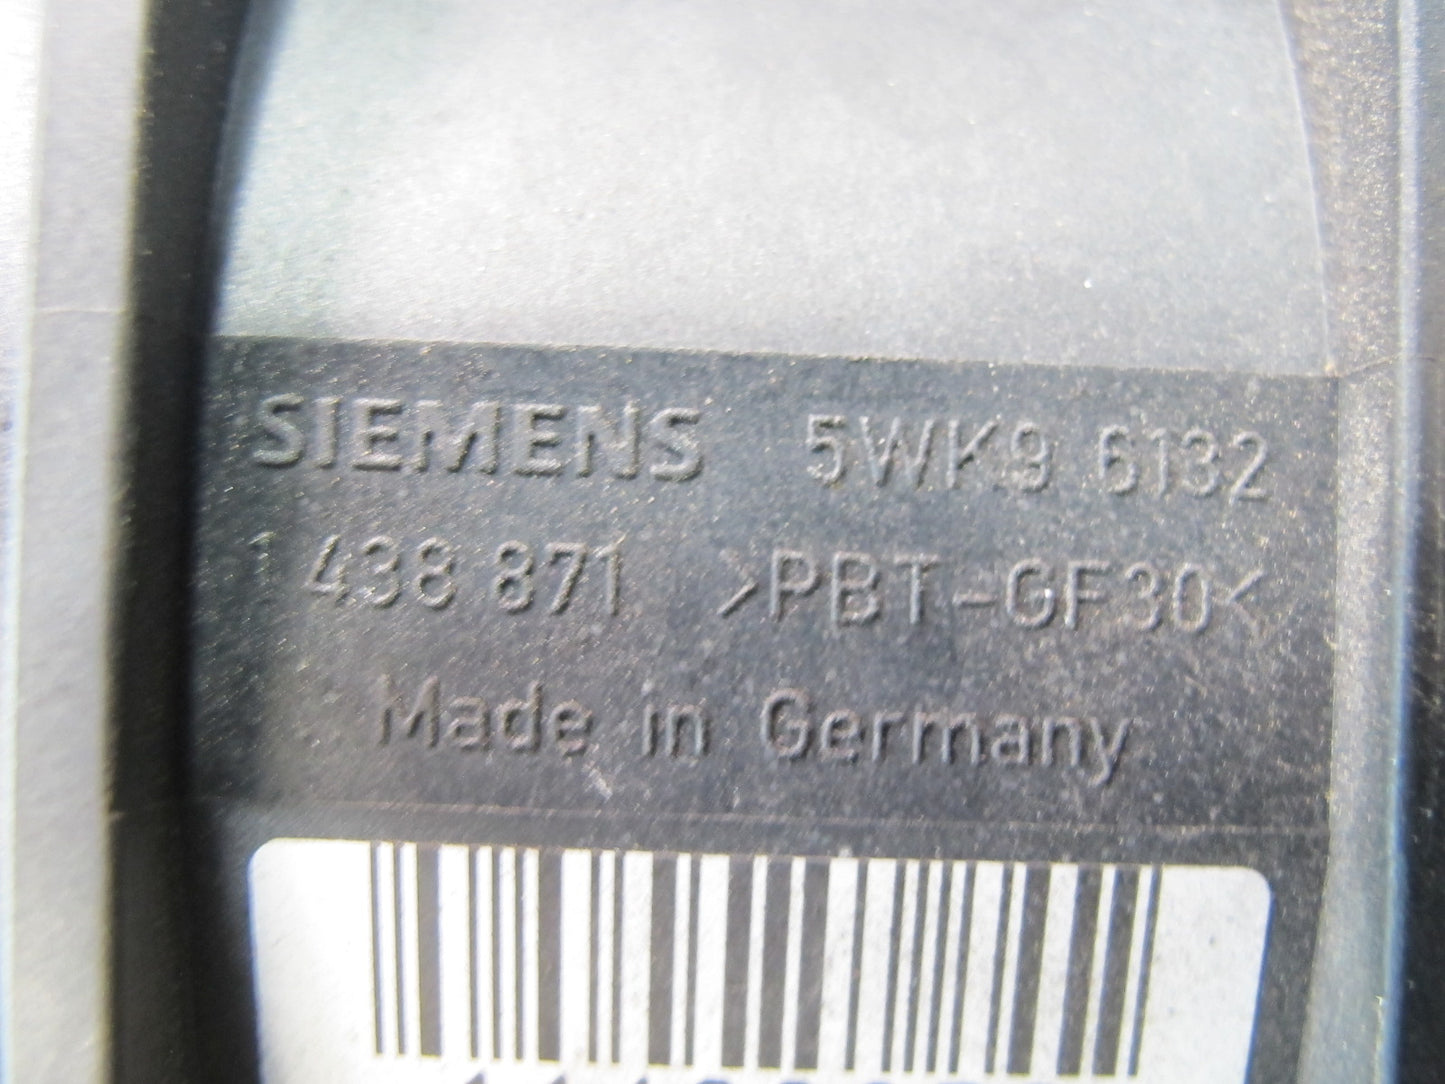 SIEMENS 5WK9 6132
1 438 871 >PBT-GF30<
Made in Germany